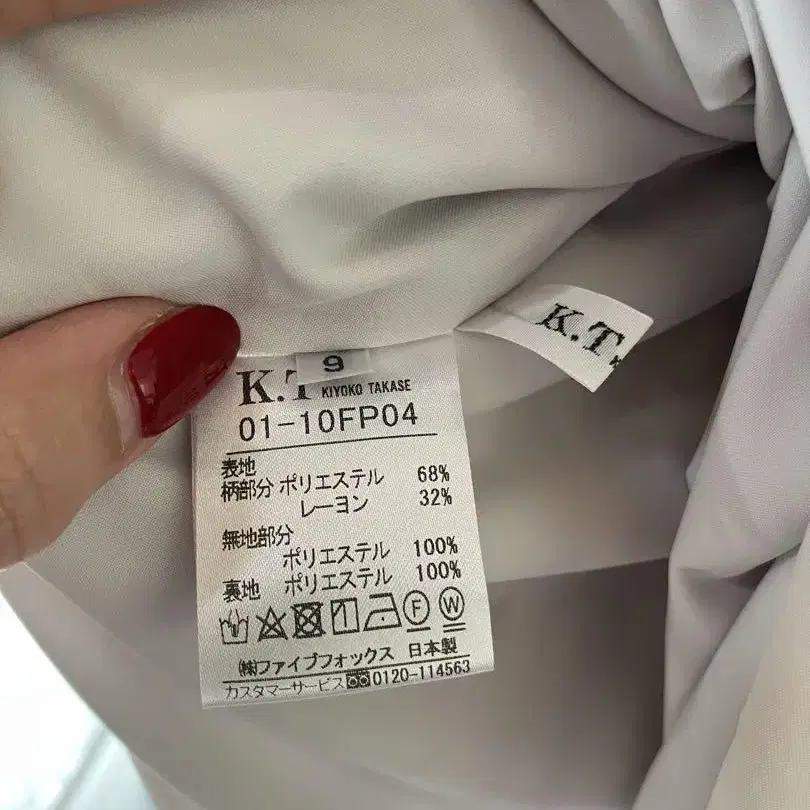 9
K.T KIYOKO TAKASE
01-10FP04
表地
柄部分 ポリエステル 68%
レーヨン 32%
無地部分
ポリエステル 100%
裏地 ポリエステル 100%
F W
㈱ファイブフォックス 日本製
カスタマーサービス 0120-114563
K.T.